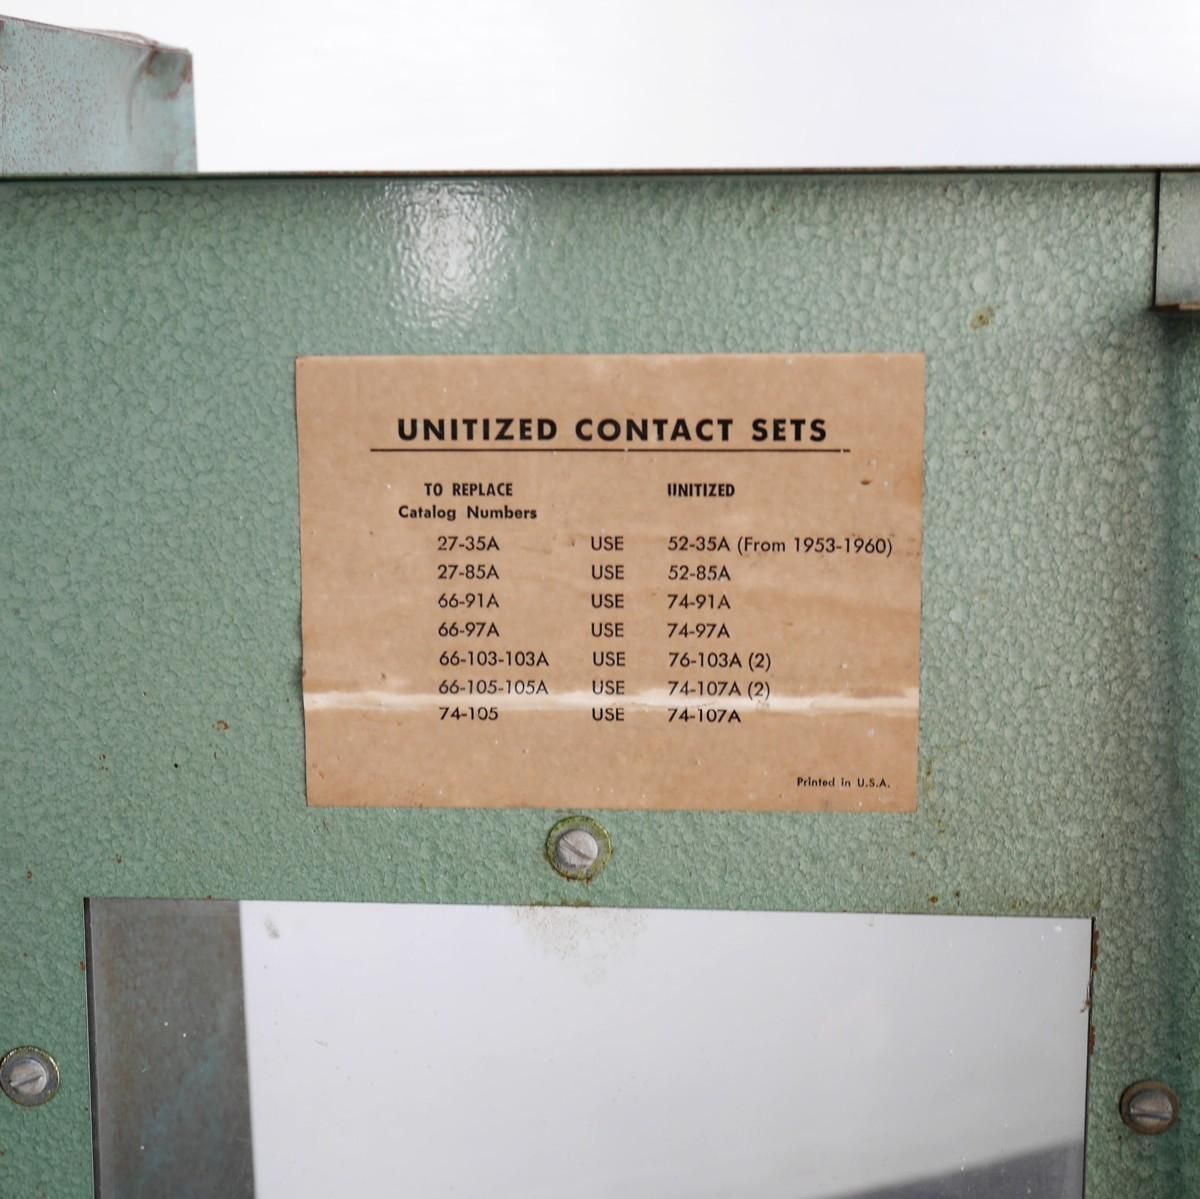 UNITIZED CONTACT SETS
TO REPLACE UNITIZED
Catalog Numbers
27-35A USE 52-35A (From 1953-1960)
27-85A USE 52-85A
66-91A USE 74-91A
66-97A USE 74-97A
66-103-103A USE 76-103A (2)
66-105-105A USE 74-107A (2)
74-105 USE 74-107A
Printed in U.S.A.